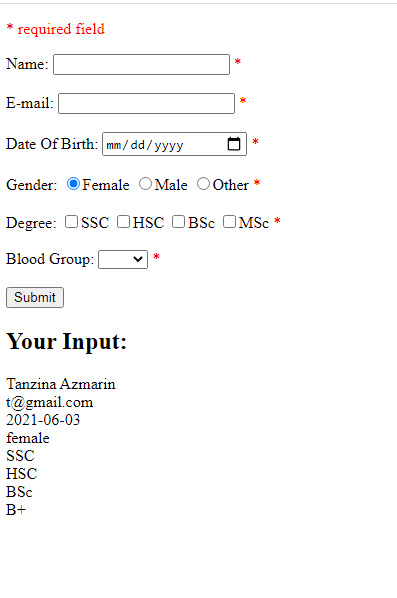 * required field
Name: *
E-mail: *
Date Of Birth: mm/dd/yyyy *
Gender: Female Male Other *
Degree: SSC HSC BSc MSc *
Blood Group: *
Submit
Your Input:
Tanzina Azmarin
t@gmail.com
2021-06-03
female
SSC
HSC
BSc
B+